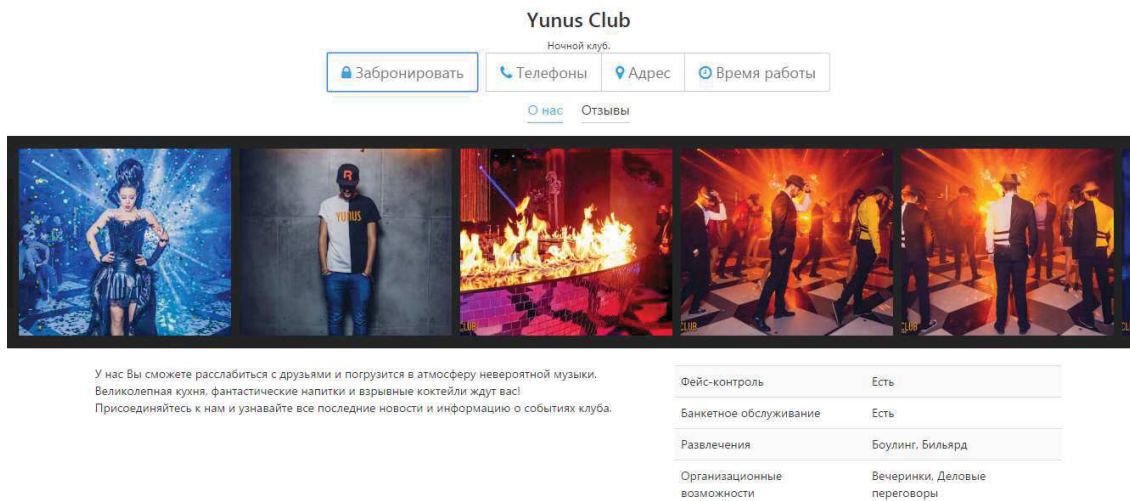 Yunus Club
Ночной клуб.
Забронировать Телефоны Адрес Время работы
О нас Отзывы
R
YUNUS
CLUB
CLUB
CLUB
CLU
У нас Вы сможете расслабиться с друзьями и погрузится в атмосферу невероятной музыки.
Великолепная кухня, фантастические напитки и взрывные коктейли ждут вас!
Присоединяйтесь к нам и узнавайте все последние новости и информацию о событиях клуба.
Фейс-контроль Есть
Банкетное обслуживание Есть
Развлечения Боулинг, Бильярд
Организационные Вечеринки, Деловые
возможности переговоры